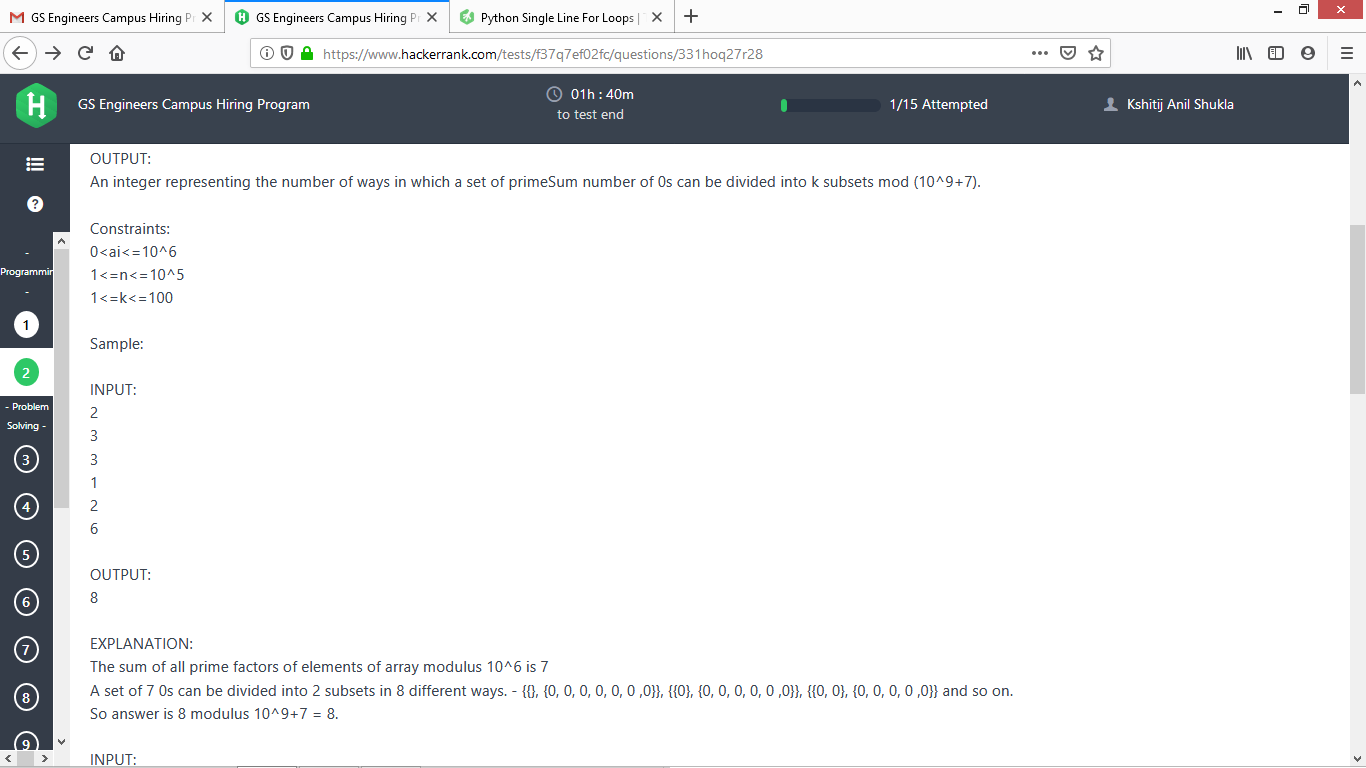 GS Engineers Campus Hiring Pr
GS Engineers Campus Hiring Pr
Python Single Line For Loops |
https://www.hackerrank.com/tests/f37q7ef02fc/questions/331hoq27r28
GS Engineers Campus Hiring Program
01h : 40m
to test end
1/15 Attempted
Kshitij Anil Shukla
-
Programmin
-
1
2
- Problem
Solving -
3
4
5
6
7
8
9
OUTPUT:
An integer representing the number of ways in which a set of primeSum number of 0s can be divided into k subsets mod (10^9+7).
Constraints:
0<ai<=10^6
1<=n<=10^5
1<=k<=100
Sample:
INPUT:
2
3
3
1
2
6
OUTPUT:
8
EXPLANATION:
The sum of all prime factors of elements of array modulus 10^6 is 7
A set of 7 0s can be divided into 2 subsets in 8 different ways. - {{}, {0, 0, 0, 0, 0, 0 ,0}}, {{0}, {0, 0, 0, 0, 0 ,0}}, {{0, 0}, {0, 0, 0, 0 ,0}} and so on.
So answer is 8 modulus 10^9+7 = 8.
INPUT: